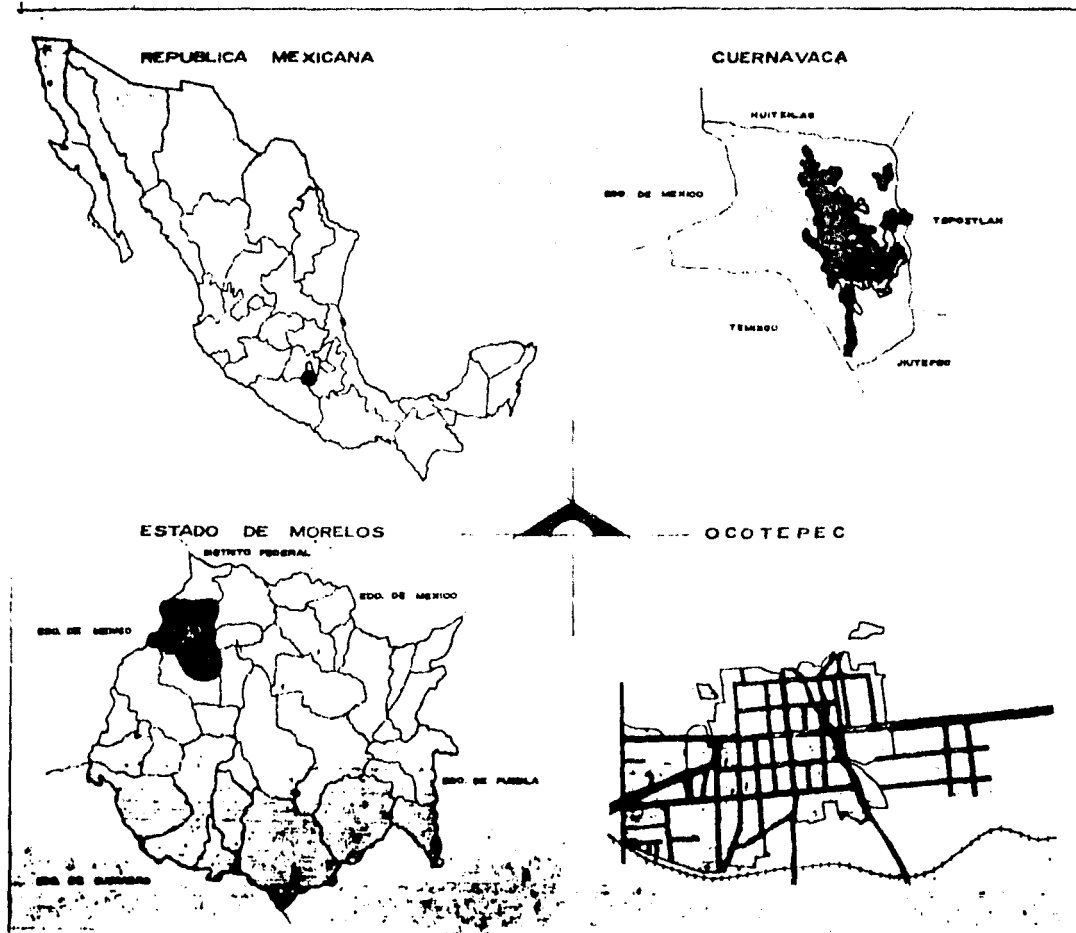 REPUBLICA MEXICANA
CUERNAVACA
HUITZILAC
EDO. DE MEXICO
TEPOZTLAN
TEMIXCO
JIUTEPEC
ESTADO DE MORELOS
DISTRITO FEDERAL
EDO. DE MEXICO
EDO. DE MEXICO
EDO. DE PUEBLA
EDO. DE GUERRERO
OCOTEPEC